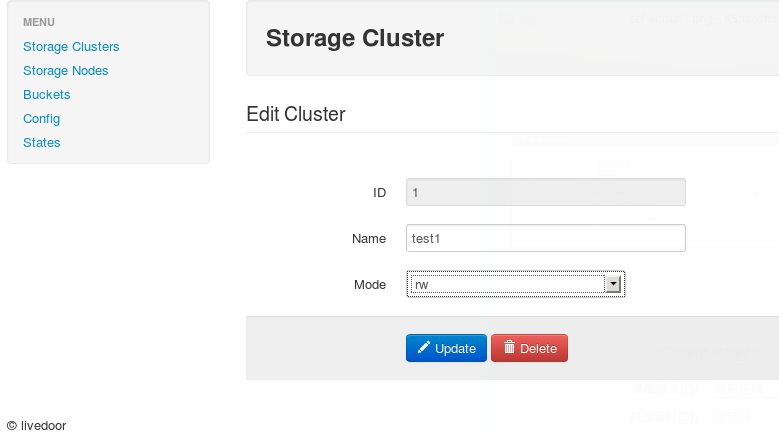 MENU
Storage Clusters
Storage Nodes
Buckets
Config
States
Storage Cluster
Edit Cluster
ID 1
Name test1
Mode rw
Update Delete
© livedoor